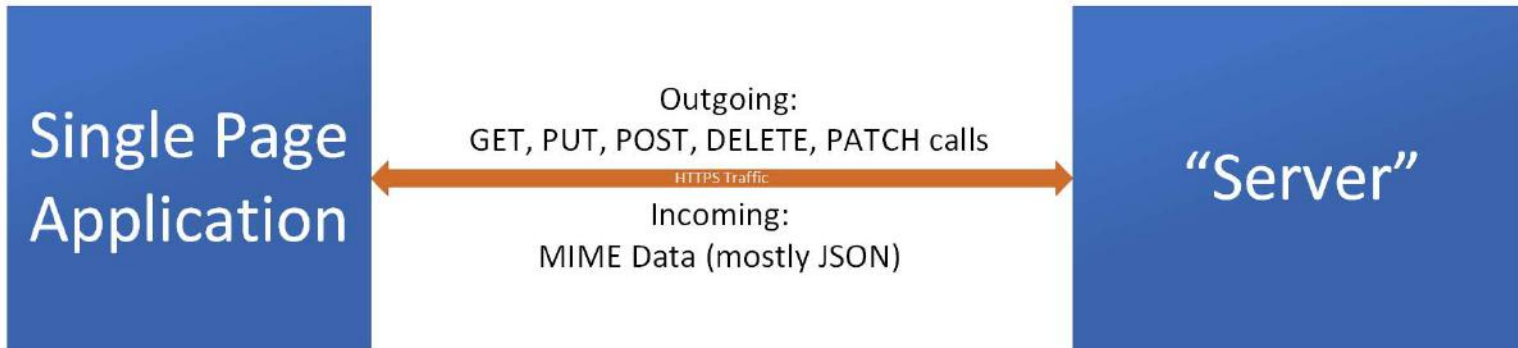 Single Page
Application
Outgoing:
GET, PUT, POST, DELETE, PATCH calls
HTTPS Traffic
Incoming:
MIME Data (mostly JSON)
“Server”